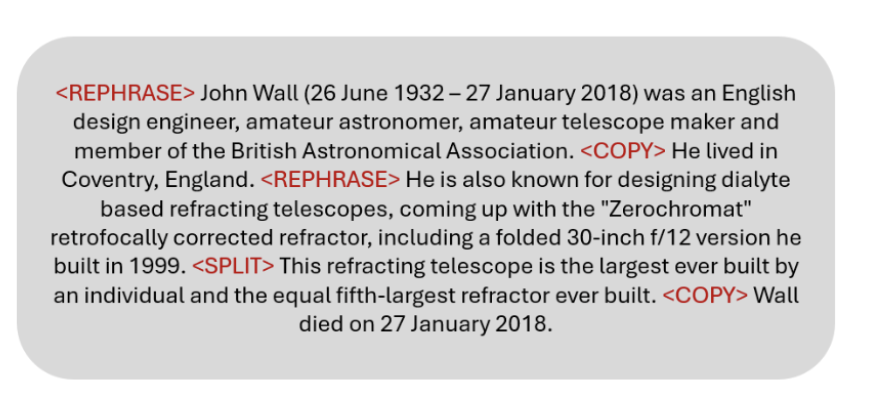 <REPHRASE> John Wall (26 June 1932 – 27 January 2018) was an English
design engineer, amateur astronomer, amateur telescope maker and
member of the British Astronomical Association. <COPY> He lived in
Coventry, England. <REPHRASE> He is also known for designing dialyte
based refracting telescopes, coming up with the "Zerochromat"
retrofocally corrected refractor, including a folded 30-inch f/12 version he
built in 1999. <SPLIT> This refracting telescope is the largest ever built by
an individual and the equal fifth-largest refractor ever built. <COPY> Wall
died on 27 January 2018.